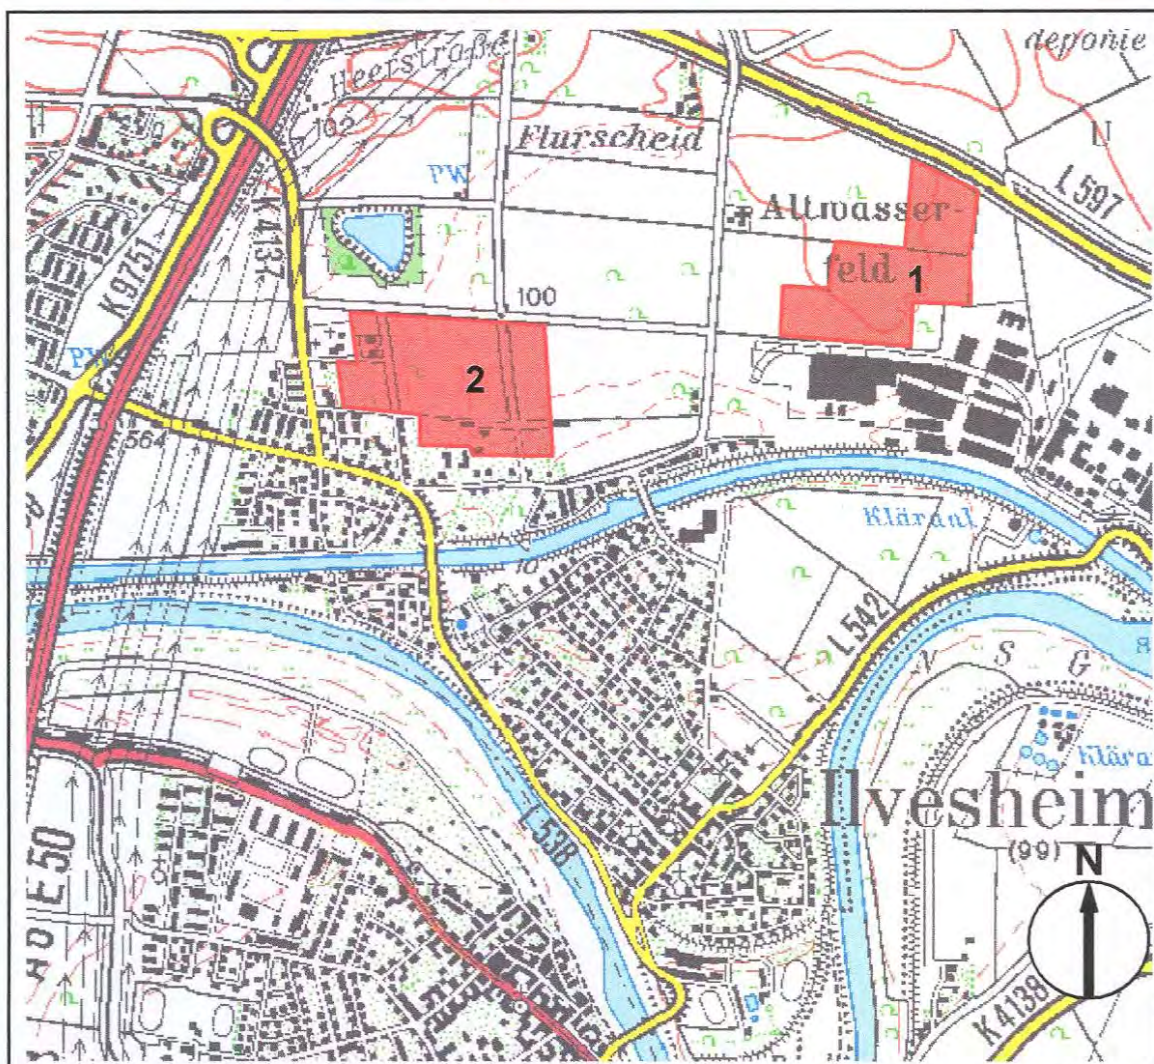 deponie
Heerstraße
102
Flurscheid
U
L 597
PW
K 4137
Altwasser-
feld
1
K 9751
100
PW
2
564
Kläranl
L 542
N S G
Ilvesheim
(99)
N
L 538
E 50
K 4138